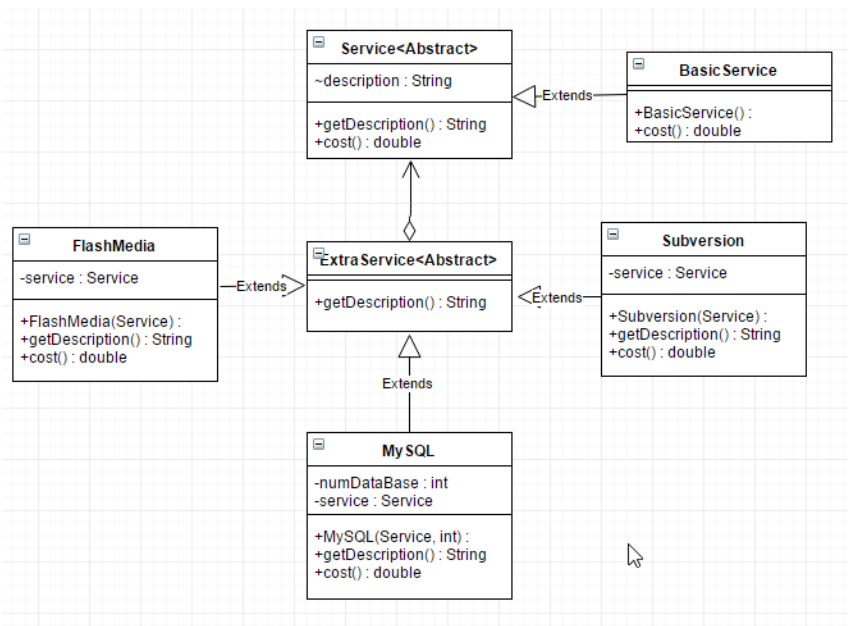 Service<Abstract>
~description : String
+getDescription() : String
+cost() : double
Extends
BasicService
+BasicService() :
+cost() : double
FlashMedia
-service : Service
+FlashMedia(Service) :
+getDescription() : String
+cost() : double
Extends
ExtraService<Abstract>
+getDescription() : String
Extends
Subversion
-service : Service
+Subversion(Service) :
+getDescription() : String
+cost() : double
Extends
MySQL
-numDataBase : int
-service : Service
+MySQL(Service, int) :
+getDescription() : String
+cost() : double